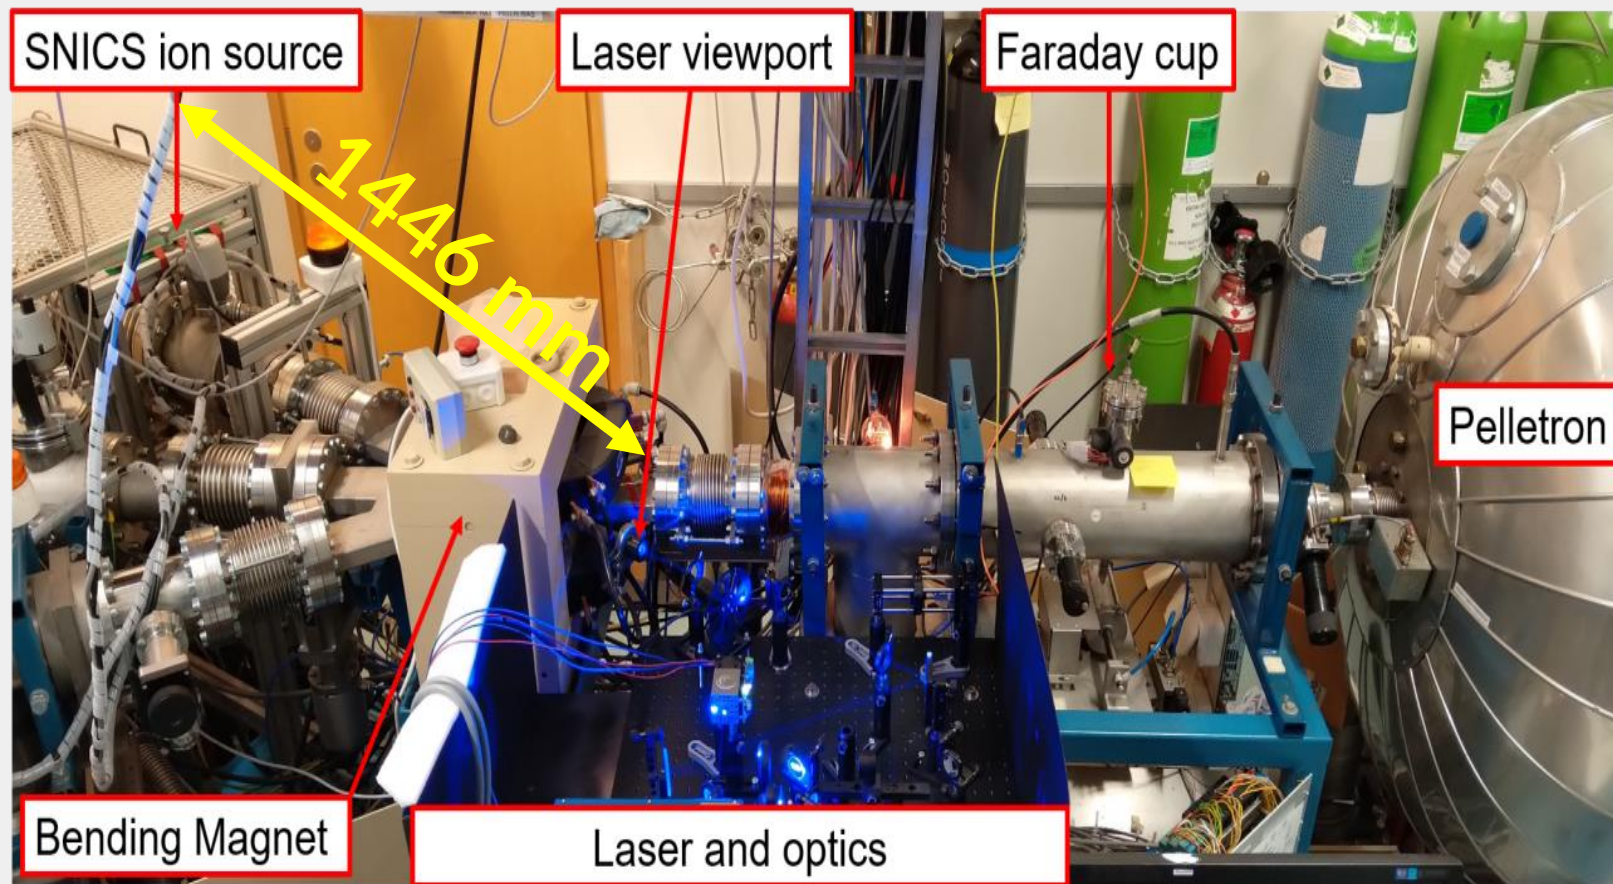 SNICS ion source
Laser viewport
Faraday cup
1446 mm
Pelletron
Bending Magnet
Laser and optics